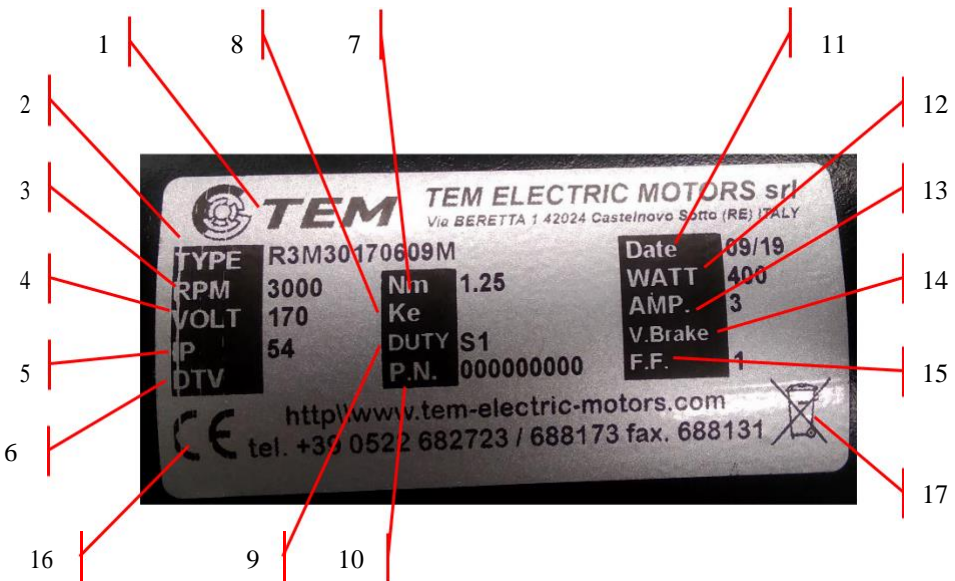 1
8
7
11
2
12
3
13
4
14
5
15
6
17
16
9
10
TEM
TEM ELECTRIC MOTORS srl
Via BERETTA 1 42024 Castelnovo Sotto (RE) ITALY
TYPE R3M30170609M
RPM 3000
VOLT 170
IP 54
DTV
Nm 1.25
Ke
DUTY S1
P.N. 000000000
Date 09/19
WATT 400
AMP. 3
V.Brake
F.F. 1
http\\www.tem-electric-motors.com
CE
tel. +39 0522 682723 / 688173 fax. 688131